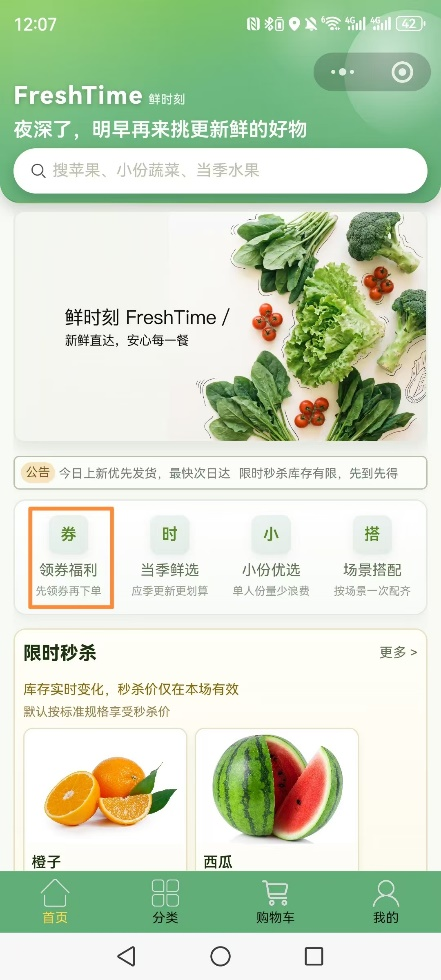 12:07
4G 4G 42
FreshTime 鲜时刻
夜深了，明早再来挑更新鲜的好物
搜苹果、小份蔬菜、当季水果
鲜时刻 FreshTime /
新鲜直达，安心每一餐
公告 今日上新优先发货，最快次日达 限时秒杀库存有限，先到先得
券 时 小 搭
领券福利 当季鲜选 小份优选 场景搭配
先领券再下单 应季更新更划算 单人份量少浪费 按场景一次配齐
限时秒杀 更多 >
库存实时变化，秒杀价仅在本场有效
默认按标准规格享受秒杀价
橙子 西瓜
首页 分类 购物车 我的